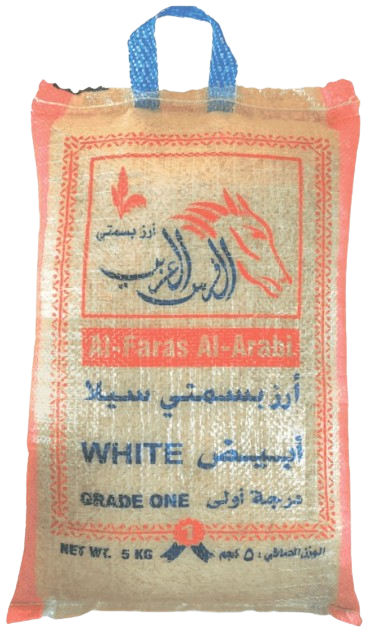 أرز بسمتي
الفرس العربي
Al-Faras Al-Arabi
أرز بسمتي سيلا
WHITE أبيض
GRADE ONE درجة أولى
1
NET WT. 5 KG الوزن الصافي: ٥ كجم